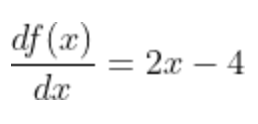 df(x)/dx = 2x − 4